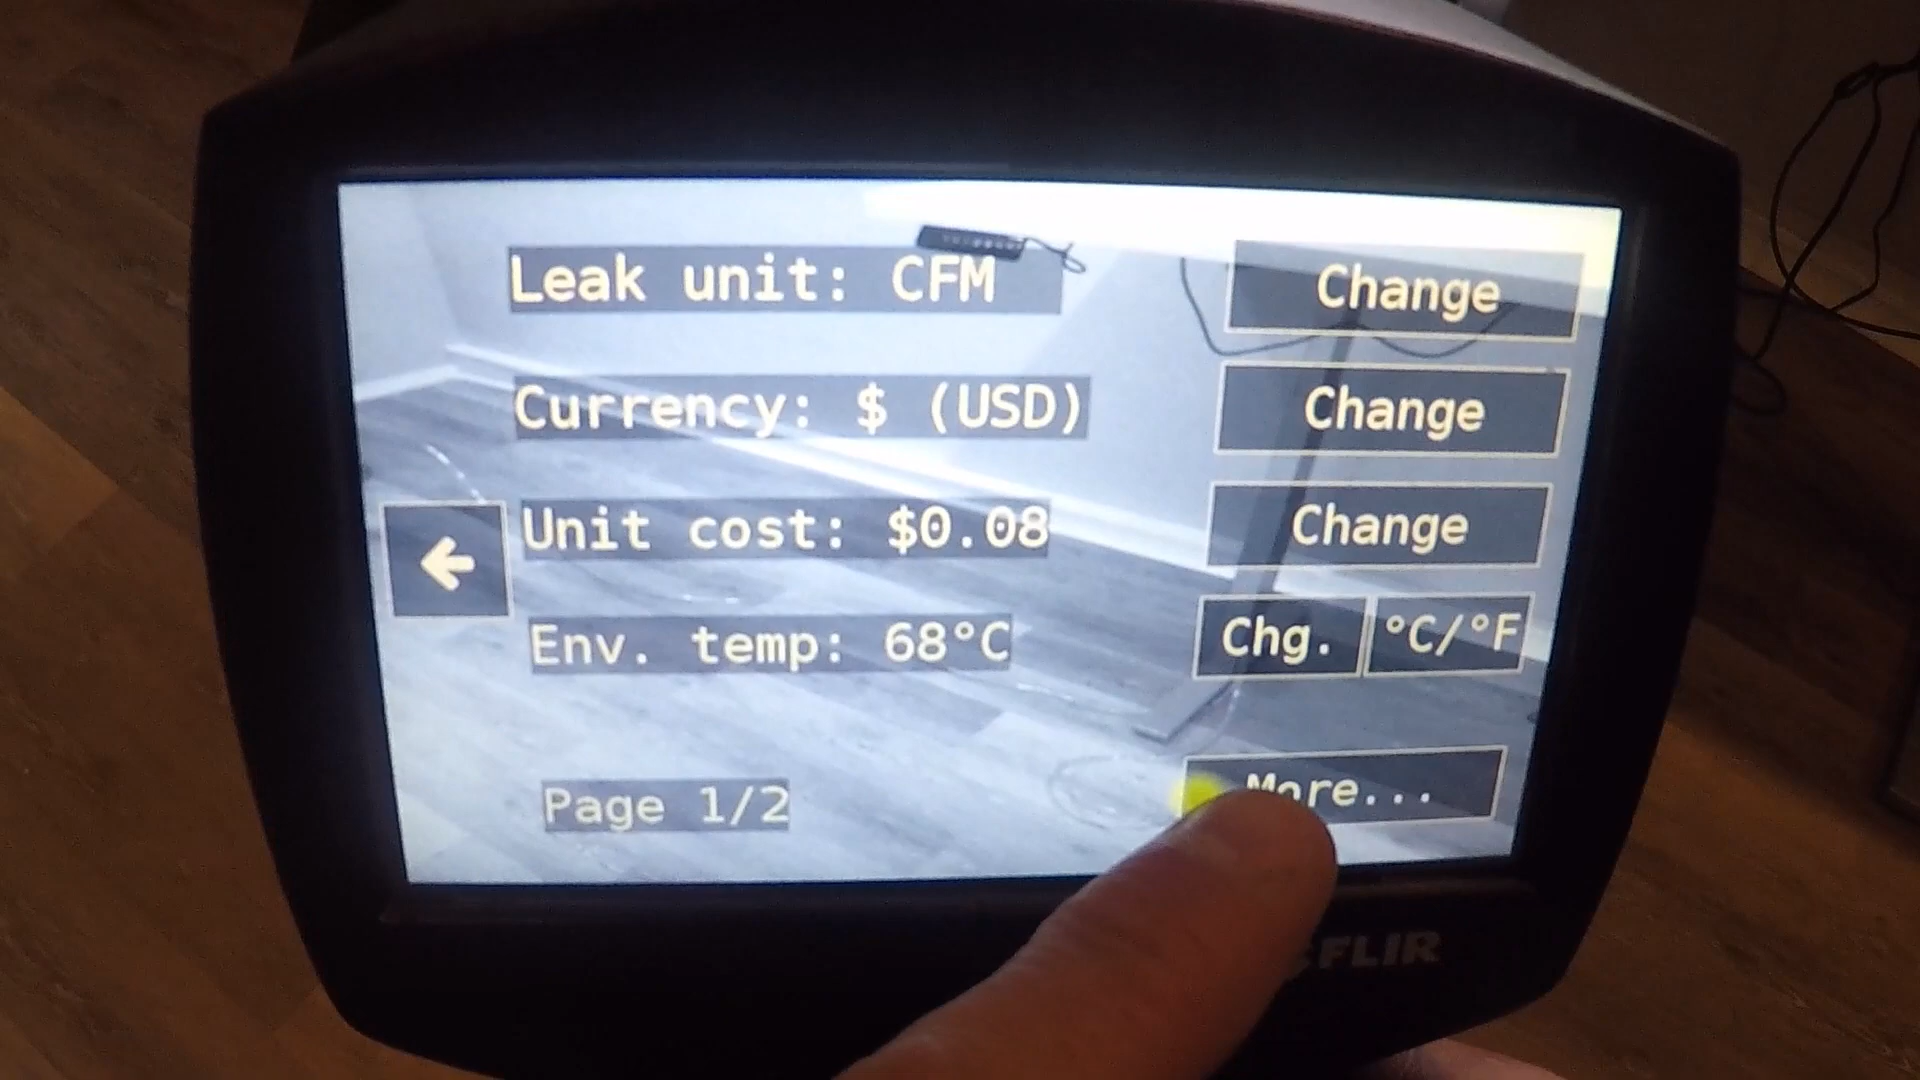 Leak unit: CFM
Change
Currency: $ (USD)
Change
Unit cost: $0.08
Change
Env. temp: 68°C
Chg.
°C/°F
Page 1/2
More...
FLIR